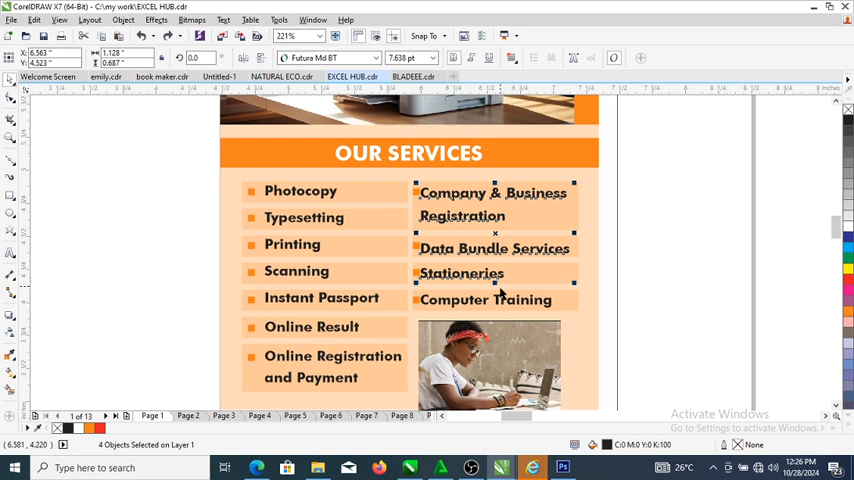 CorelDRAW X7 (64-Bit) - C:\my work\EXCEL HUB.cdr
File Edit View Layout Object Effects Bitmaps Text Table Tools Window Help
221% Snap To
X: 6.563 " Y: 4.523 " 1.128 " 0.687 " 0.0 Futura Md BT 7.638 pt
Welcome Screen emily.cdr book maker.cdr Untitled-1 NATURAL ECO.cdr EXCEL HUB.cdr BLADEEE.cdr
inches
OUR SERVICES
Photocopy
Typesetting
Printing
Scanning
Instant Passport
Online Result
Online Registration
and Payment
Company & Business
Registration
Data Bundle Services
Stationeries
Computer Training
Activate Windows
Go to Settings to activate Windows.
1 of 13 Page 1 Page 2 Page 3 Page 4 Page 5 Page 6 Page 7 Page 8
(6.581, 4.220) 4 Objects Selected on Layer 1 C:0 M:0 Y:0 K:100 None
Type here to search 26°C 12:26 PM
10/28/2024 23